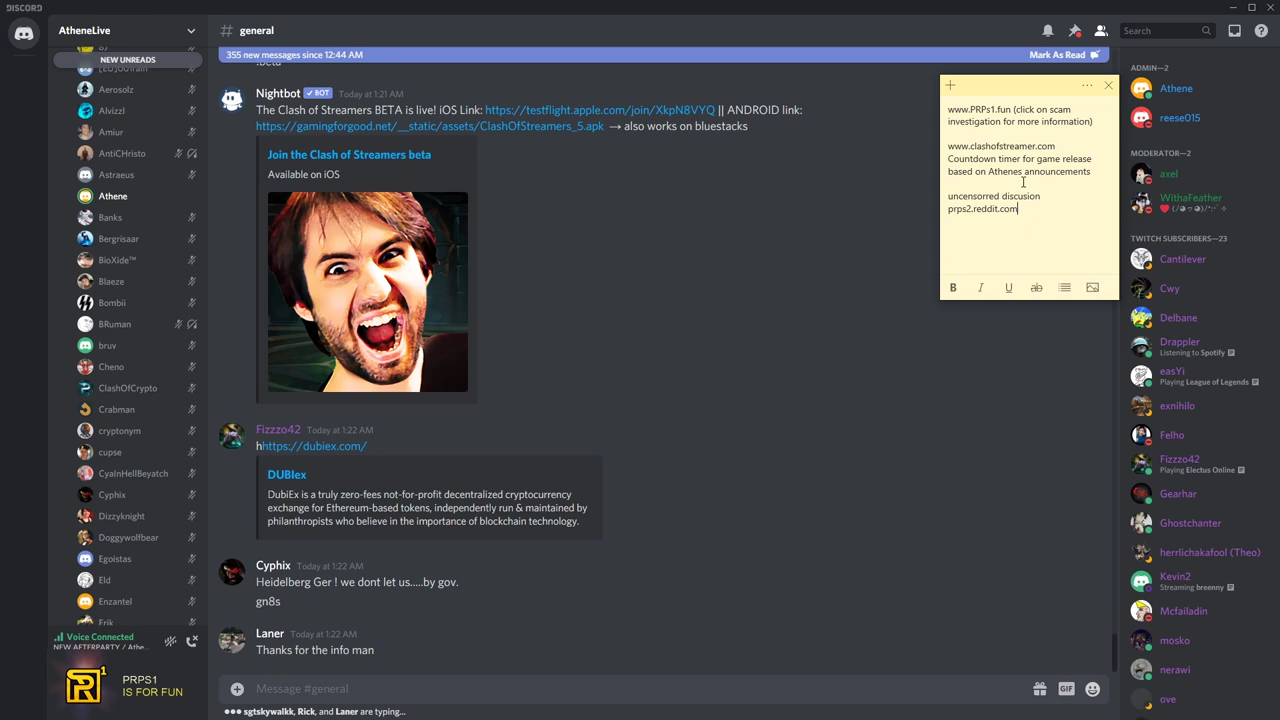 DISCORD
AtheneLive
NEW UNREADS
Aerosolz
Alvizzl
Amiur
AntiCHristo
Astraeus
Athene
Banks
Bergrisaar
BioXide™
Blaeze
Bombii
BRuman
bruv
Cheno
ClashOfCrypto
Crabman
cryptonym
cupse
CyaInHellBeyatch
Cyphix
Dizzyknight
Doggywolfbear
Egoistas
Eld
Enzantel
Erik
Voice Connected
NEW AFTERPARTY / Athe...
PRPS1
IS FOR FUN
# general
Search
355 new messages since 12:44 AM
Mark As Read
Nightbot BOT Today at 1:21 AM
The Clash of Streamers BETA is live! iOS Link: https://testflight.apple.com/join/XkpN8VYQ || ANDROID link:
https://gamingforgood.net/__static/assets/ClashOfStreamers_5.apk → also works on bluestacks
Join the Clash of Streamers beta
Available on iOS
Fizzzo42 Today at 1:22 AM
hhttps://dubiex.com/
DUBIex
DubiEx is a truly zero-fees not-for-profit decentralized cryptocurrency
exchange for Ethereum-based tokens, independently run & maintained by
philanthropists who believe in the importance of blockchain technology.
Cyphix Today at 1:22 AM
Heidelberg Ger ! we dont let us.....by gov.
gn8s
Laner Today at 1:22 AM
Thanks for the info man
Message #general
GIF
sgtskywalkk, Rick, and Laner are typing...
www.PRPs1.fun (click on scam
investigation for more information)
www.clashofstreamer.com
Countdown timer for game release
based on Athenes announcements
uncensorred discusion
prps2.reddit.com
B I U ab
ADMIN—2
Athene
reese015
MODERATOR—2
axel
WithaFeather
TWITCH SUBSCRIBERS—23
Cantilever
Cwy
Delbane
Drappler
Listening to Spotify
easYi
Playing League of Legends
exnihilo
Felho
Fizzzo42
Playing Electus Online
Gearhar
Ghostchanter
herrlichakafool (Theo)
Kevin2
Streaming breenny
Mcfailadin
mosko
nerawi
ove